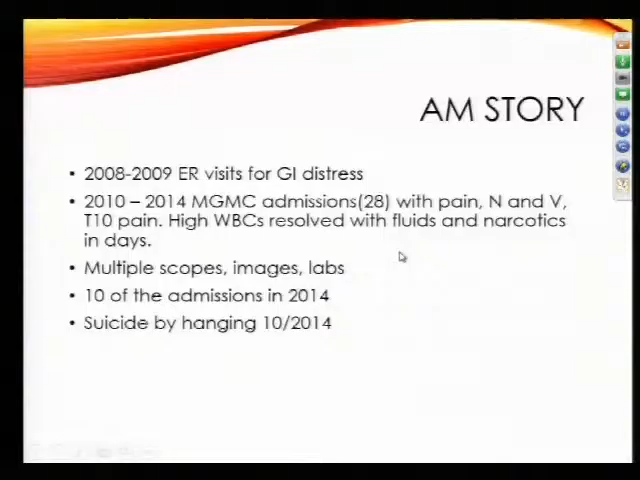 AM STORY
• 2008-2009 ER visits for GI distress
• 2010 – 2014 MGMC admissions(28) with pain, N and V,
T10 pain. High WBCs resolved with fluids and narcotics
in days.
• Multiple scopes, images, labs
• 10 of the admissions in 2014
• Suicide by hanging 10/2014